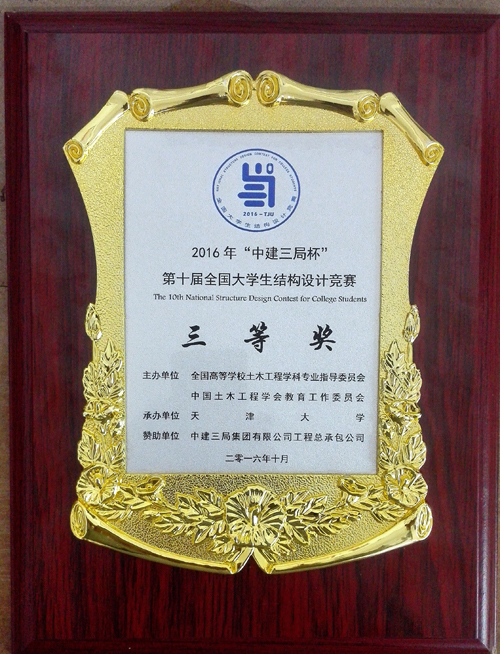 2016-TJU
2016年“中建三局杯”
第十届全国大学生结构设计竞赛
The 10th National Structure Design Contest for College Students
三等奖
主办单位 全国高等学校土木工程学科专业指导委员会
中国土木工程学会教育工作委员会
承办单位 天津大学
赞助单位 中建三局集团有限公司工程总承包公司
二零一六年十月